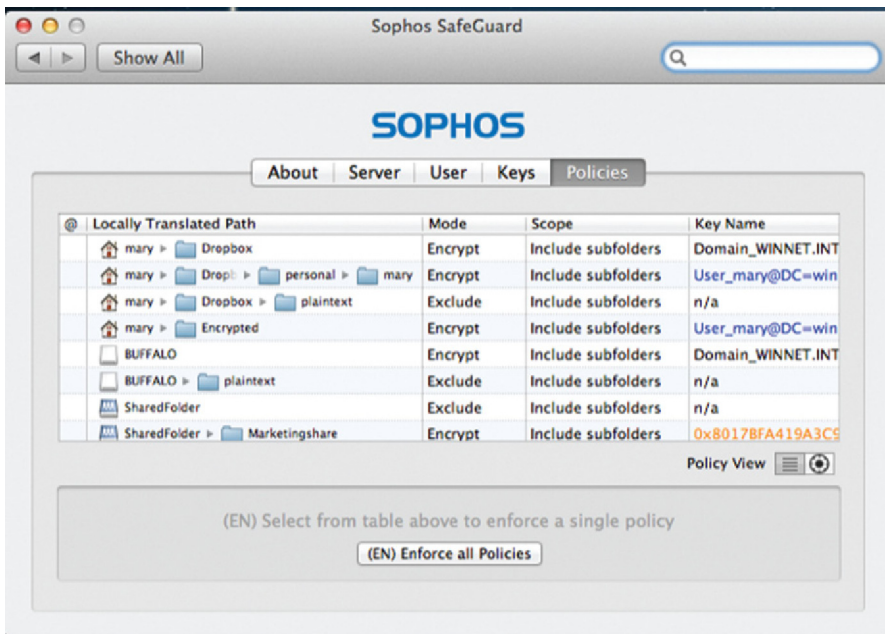 Sophos SafeGuard
Show All
SOPHOS
About Server User Keys Policies
@ Locally Translated Path Mode Scope Key Name
mary Dropbox Encrypt Include subfolders Domain_WINNET.INT
mary Dropb personal mary Encrypt Include subfolders User_mary@DC=win
mary Dropbox plaintext Exclude Include subfolders n/a
mary Encrypted Encrypt Include subfolders User_mary@DC=win
BUFFALO Encrypt Include subfolders Domain_WINNET.INT
BUFFALO plaintext Exclude Include subfolders n/a
SharedFolder Exclude Include subfolders n/a
SharedFolder Marketingshare Encrypt Include subfolders 0x8017BFA419A3C9
Policy View
(EN) Select from table above to enforce a single policy
(EN) Enforce all Policies